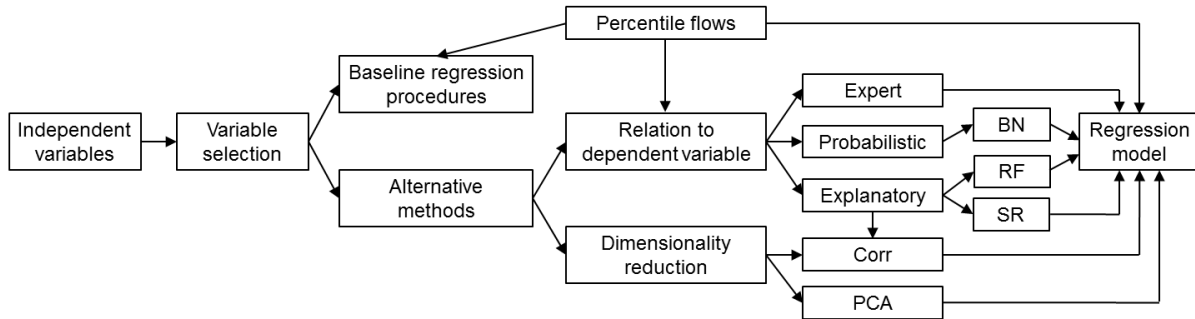 Percentile flows
Baseline regression
procedures
Independent
variables
Variable
selection
Alternative
methods
Relation to
dependent variable
Dimensionality
reduction
Expert
Probabilistic
Explanatory
Corr
PCA
BN
RF
SR
Regression
model